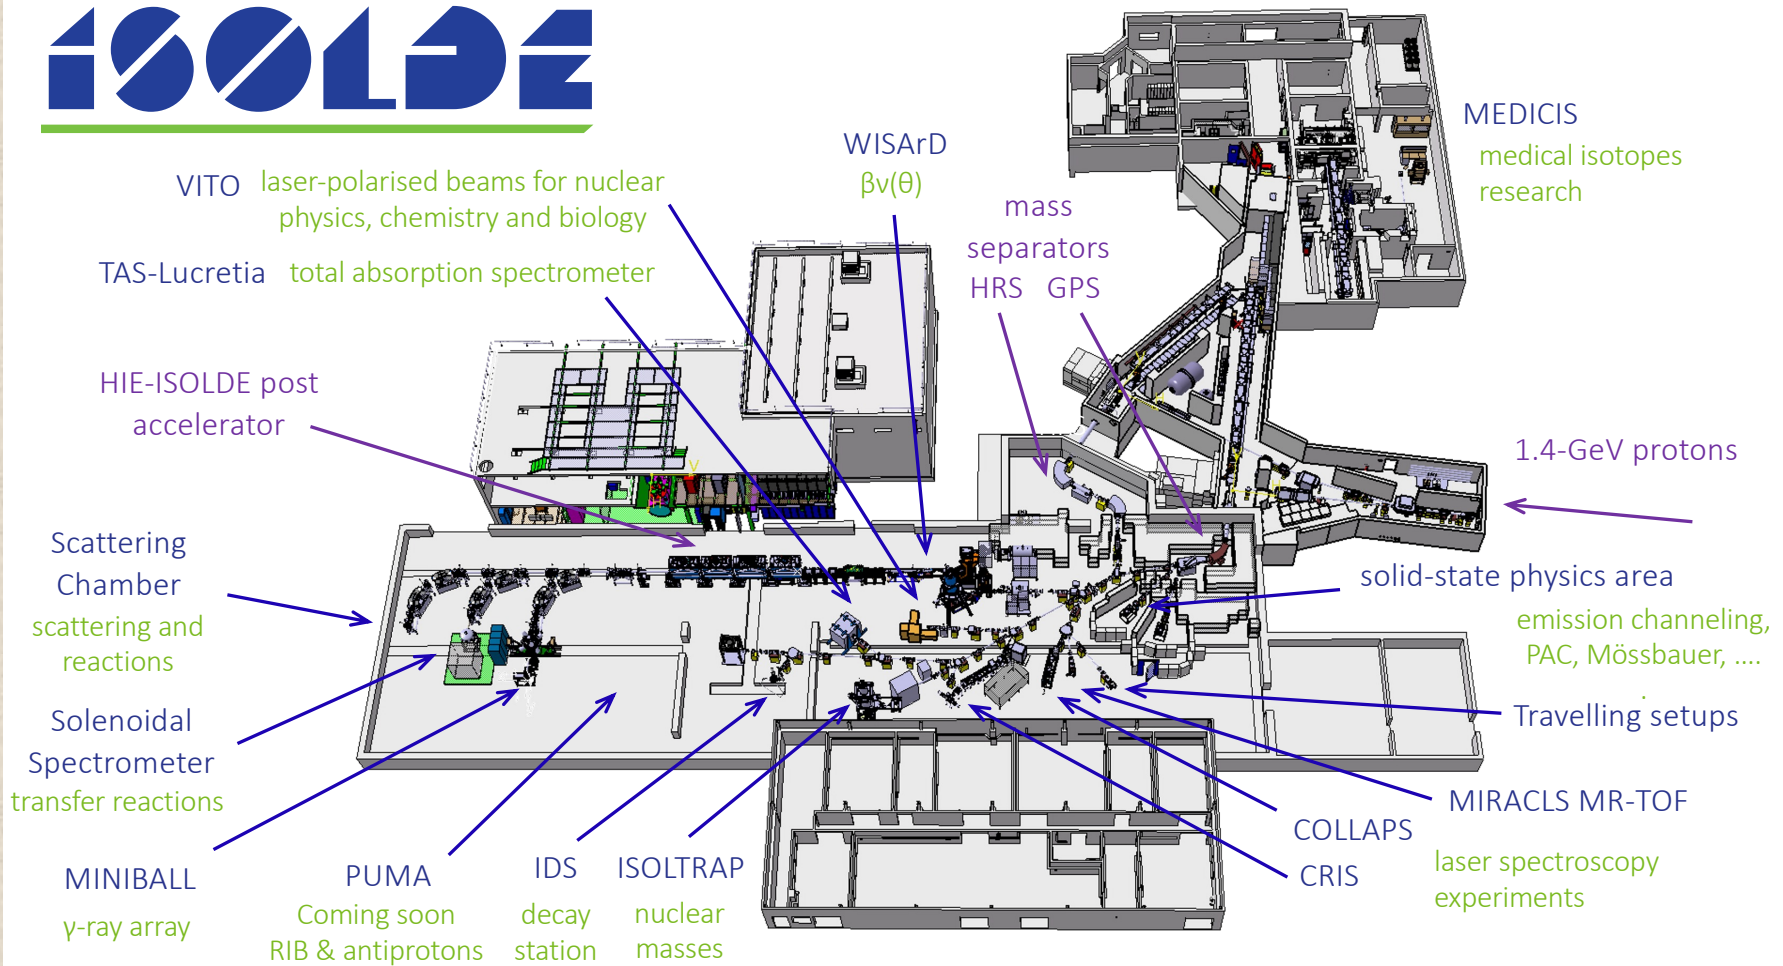 ISOLDE
VITO
laser-polarised beams for nuclear
physics, chemistry and biology
TAS-Lucretia
total absorption spectrometer
WISArD
βν(θ)
mass
separators
HRS GPS
MEDICIS
medical isotopes
research
HIE-ISOLDE post
accelerator
1.4-GeV protons
Scattering
Chamber
scattering and
reactions
solid-state physics area
emission channeling,
PAC, Mössbauer, ....
.
Solenoidal
Spectrometer
transfer reactions
Travelling setups
MINIBALL
γ-ray array
PUMA
Coming soon
RIB & antiprotons
IDS
decay
station
ISOLTRAP
nuclear
masses
MIRACLS MR-TOF
COLLAPS
CRIS
laser spectroscopy
experiments